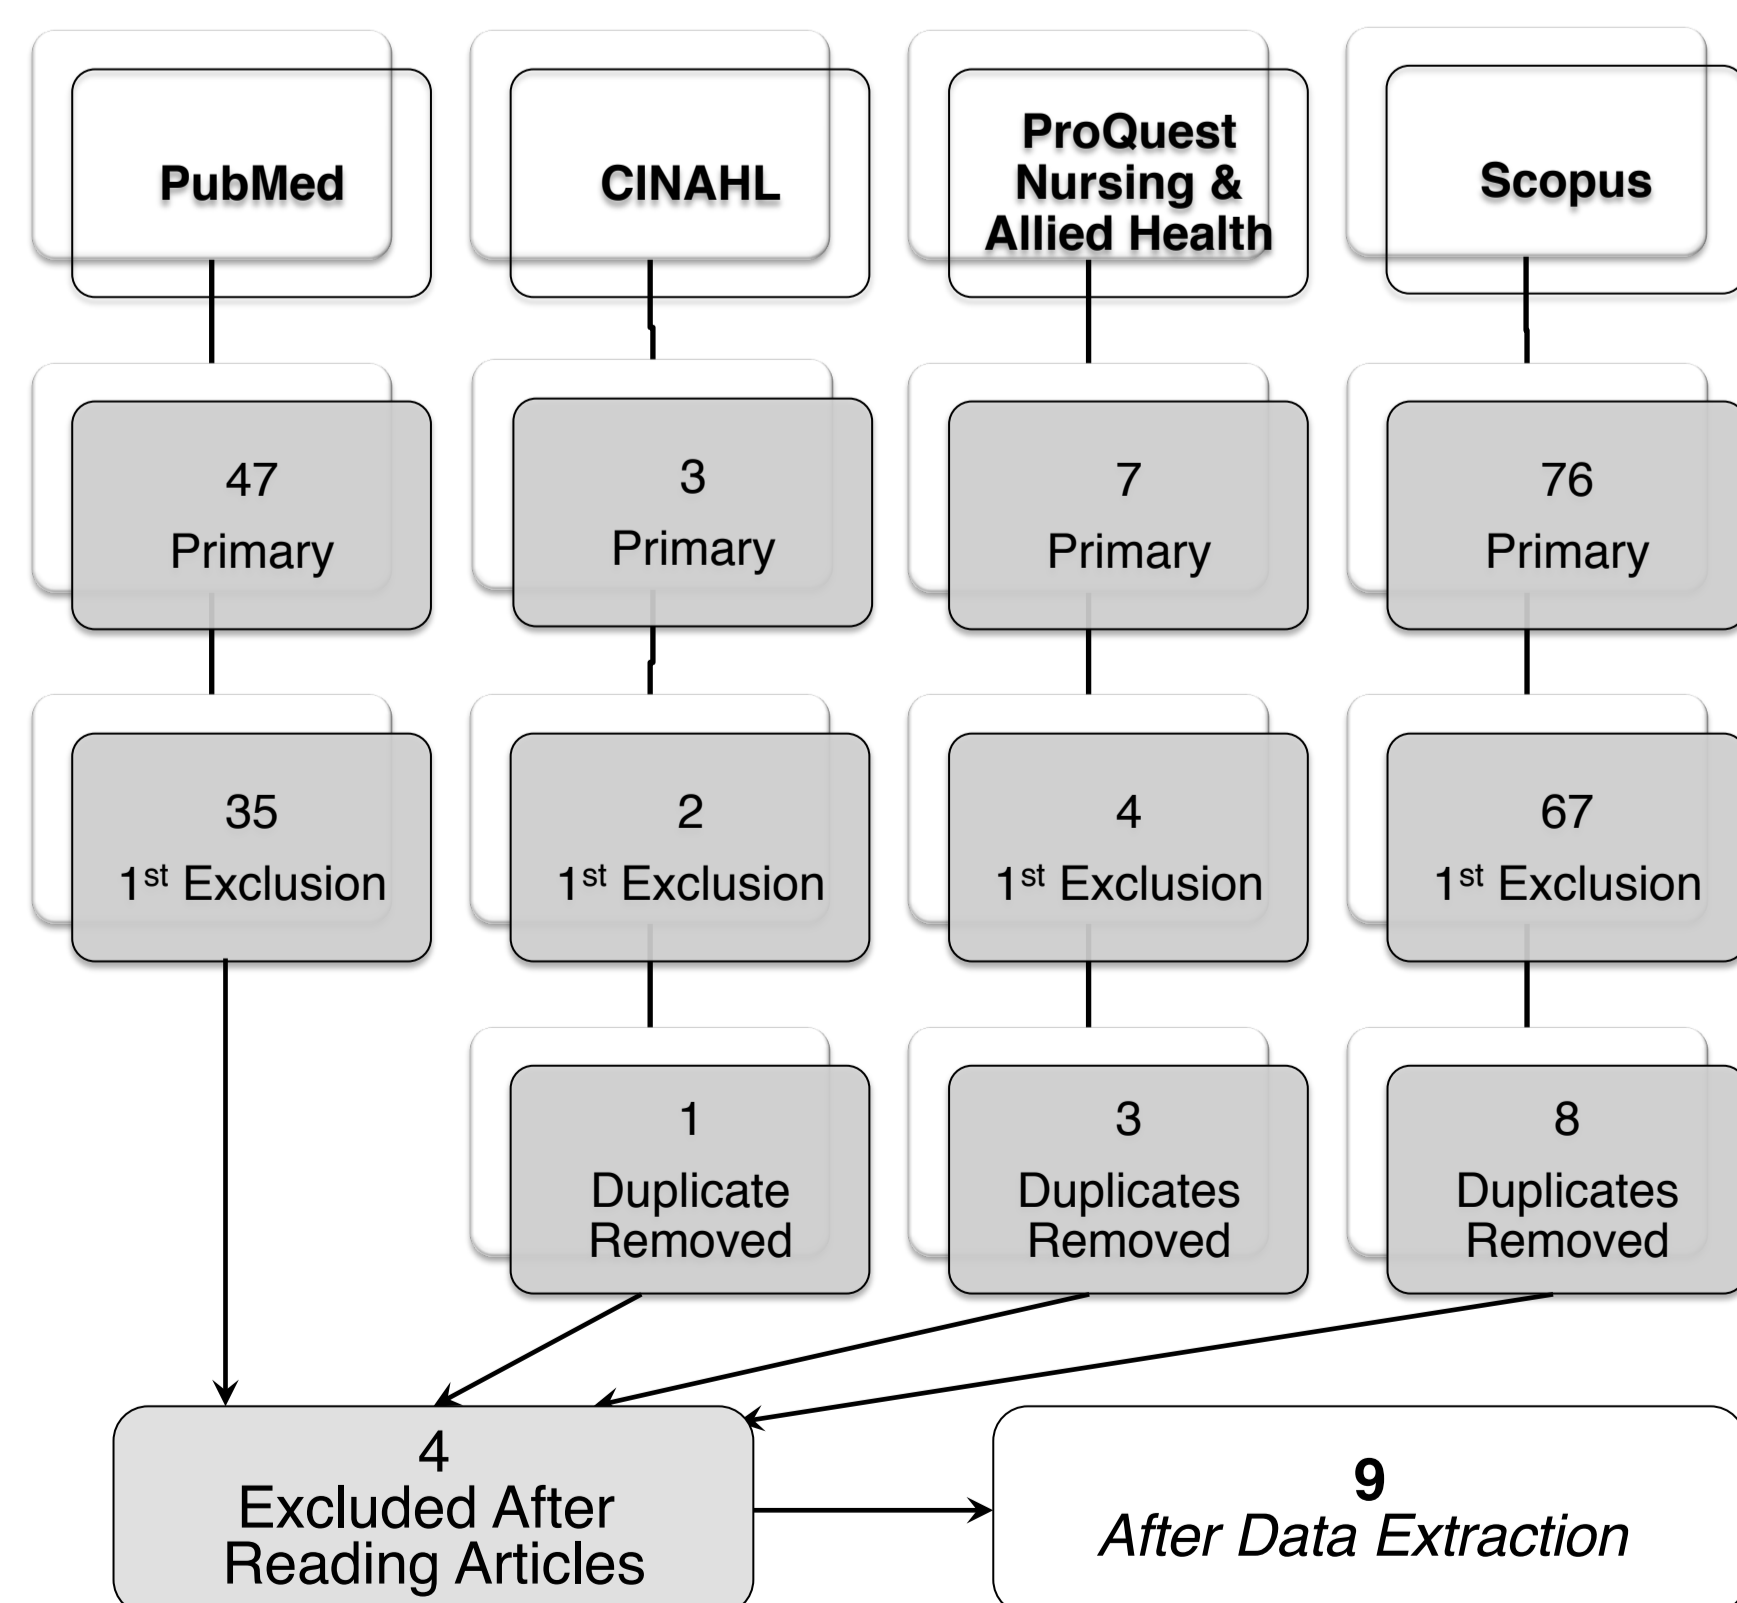 PubMed
CINAHL
ProQuest
Nursing &
Allied Health
Scopus
47
Primary
3
Primary
7
Primary
76
Primary
35
1st Exclusion
2
1st Exclusion
4
1st Exclusion
67
1st Exclusion
1
Duplicate
Removed
3
Duplicates
Removed
8
Duplicates
Removed
4
Excluded After
Reading Articles
9
After Data Extraction